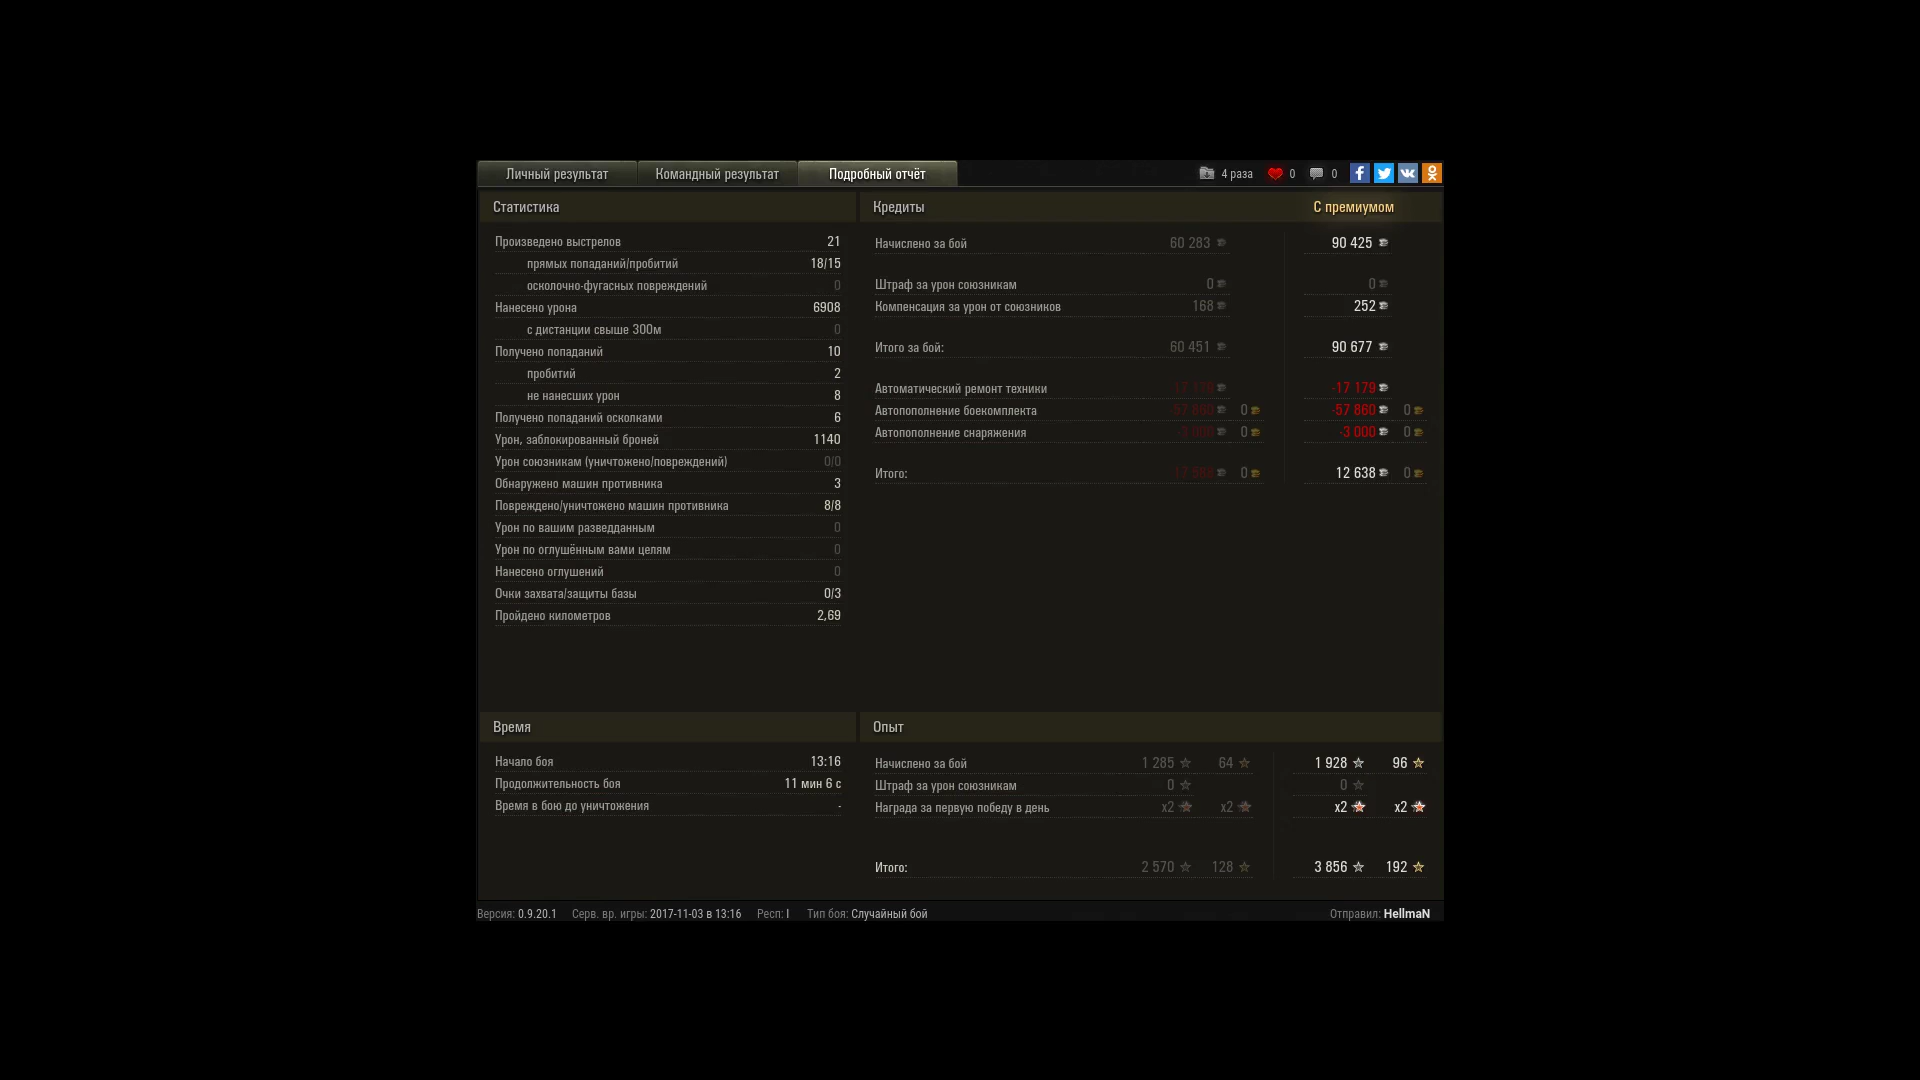 Личный результат Командный результат Подробный отчёт 4 раза 0 0
Статистика
Произведено выстрелов 21
прямых попаданий/пробитий 18/15
осколочно-фугасных повреждений 0
Нанесено урона 6908
с дистанции свыше 300м 0
Получено попаданий 10
пробитий 2
не нанесших урон 8
Получено попаданий осколками 6
Урон, заблокированный броней 1140
Урон союзникам (уничтожено/повреждений) 0/0
Обнаружено машин противника 3
Повреждено/уничтожено машин противника 8/8
Урон по вашим разведданным 0
Урон по оглушённым вами целям 0
Нанесено оглушений 0
Очки захвата/защиты базы 0/3
Пройдено километров 2,69
Кредиты С премиумом
Начислено за бой 60 283 90 425
Штраф за урон союзникам 0 0
Компенсация за урон от союзников 168 252
Итого за бой: 60 451 90 677
Автоматический ремонт техники -17 179 -17 179
Автопополнение боекомплекта -57 860 0 -57 860 0
Автопополнение снаряжения -3 000 0 -3 000 0
Итого: 0 12 638 0
Время
Начало боя 13:16
Продолжительность боя 11 мин 6 с
Время в бою до уничтожения -
Опыт
Начислено за бой 1 285 64 1 928 96
Штраф за урон союзникам 0 0
Награда за первую победу в день x2 x2 x2 x2
Итого: 2 570 128 3 856 192
Версия: 0.9.20.1 Серв. вр. игры: 2017-11-03 в 13:16 Респ: I Тип боя: Случайный бой Отправил: HellmaN